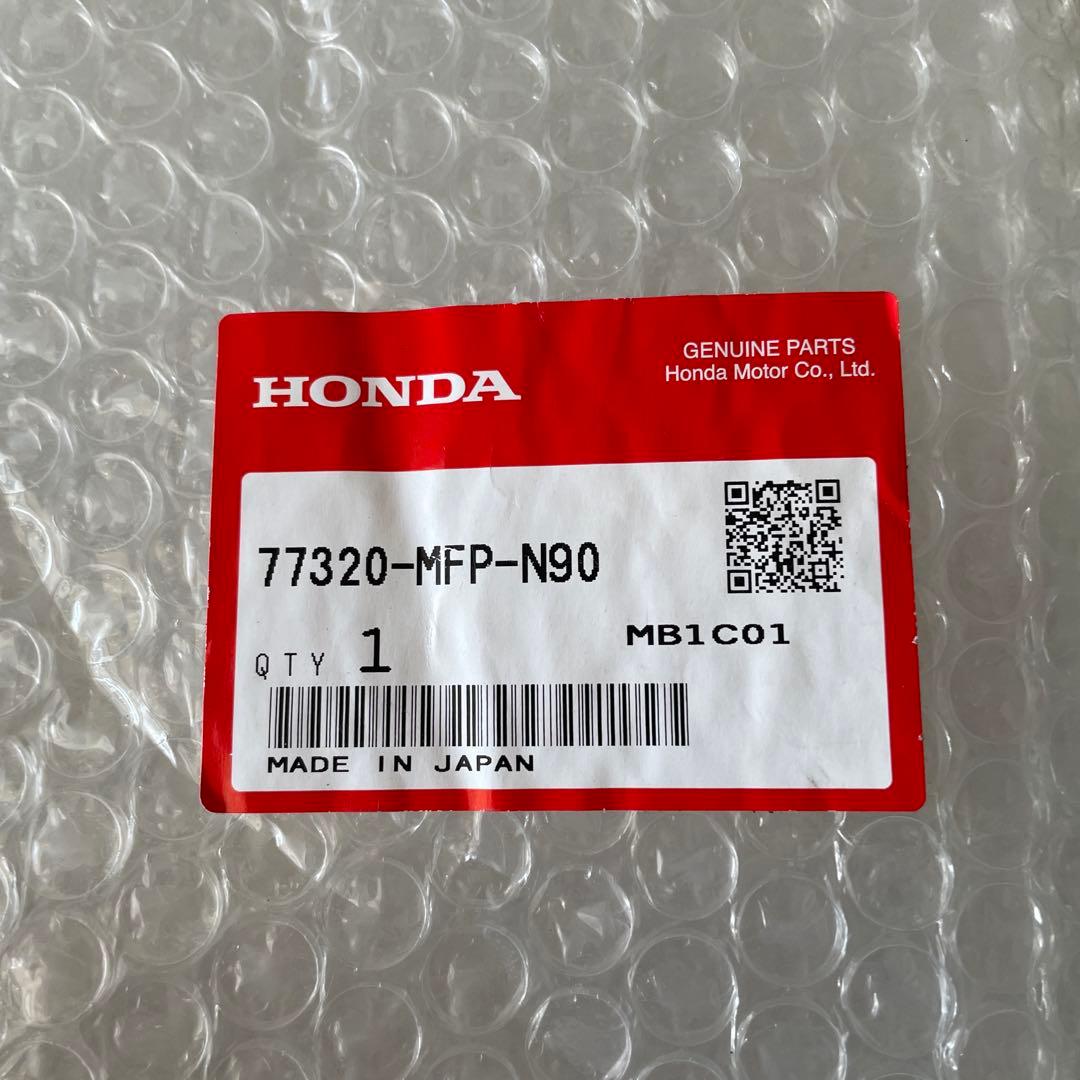 HONDA
GENUINE PARTS
Honda Motor Co., Ltd.
77320-MFP-N90
QTY 1
MB1C01
MADE IN JAPAN